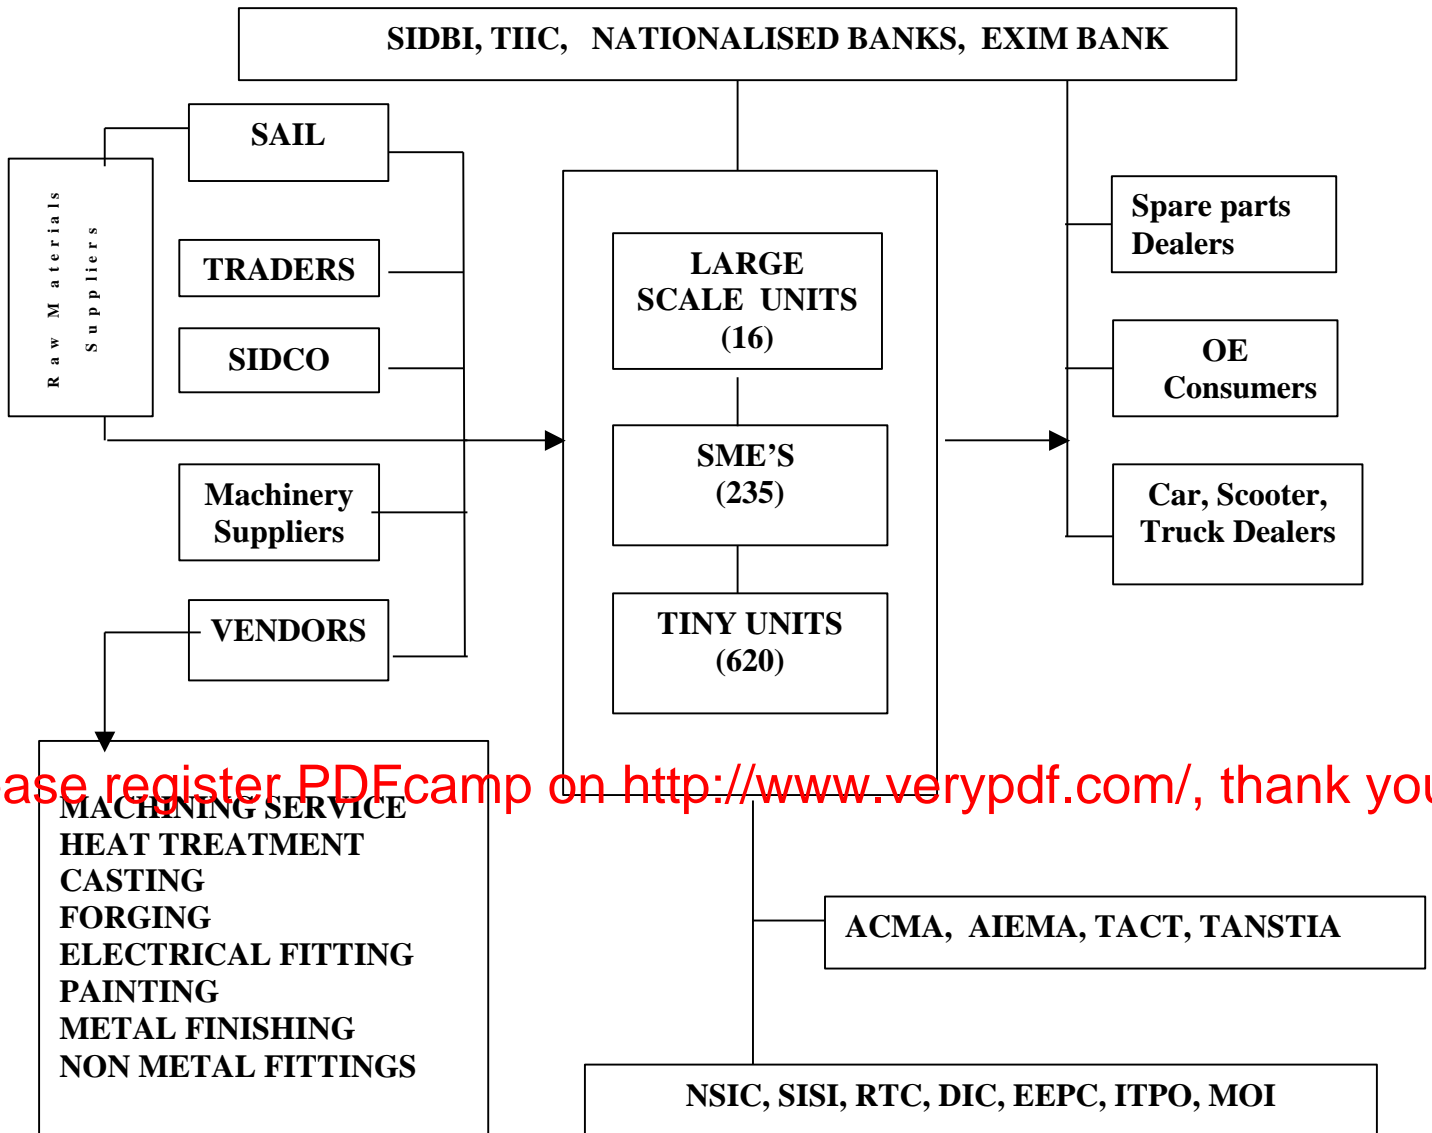 SIDBI, TIIC, NATIONALISED BANKS, EXIM BANK
Raw Materials
Suppliers
SAIL
TRADERS
SIDCO
Machinery
Suppliers
VENDORS
LARGE
SCALE UNITS
(16)
SME'S
(235)
TINY UNITS
(620)
Spare parts
Dealers
OE
Consumers
Car, Scooter,
Truck Dealers
ease register PDFcamp on http://www.verypdf.com/, thank you
MACHINING SERVICE
HEAT TREATMENT
CASTING
FORGING
ELECTRICAL FITTING
PAINTING
METAL FINISHING
NON METAL FITTINGS
ACMA, AIEMA, TACT, TANSTIA
NSIC, SISI, RTC, DIC, EEPC, ITPO, MOI